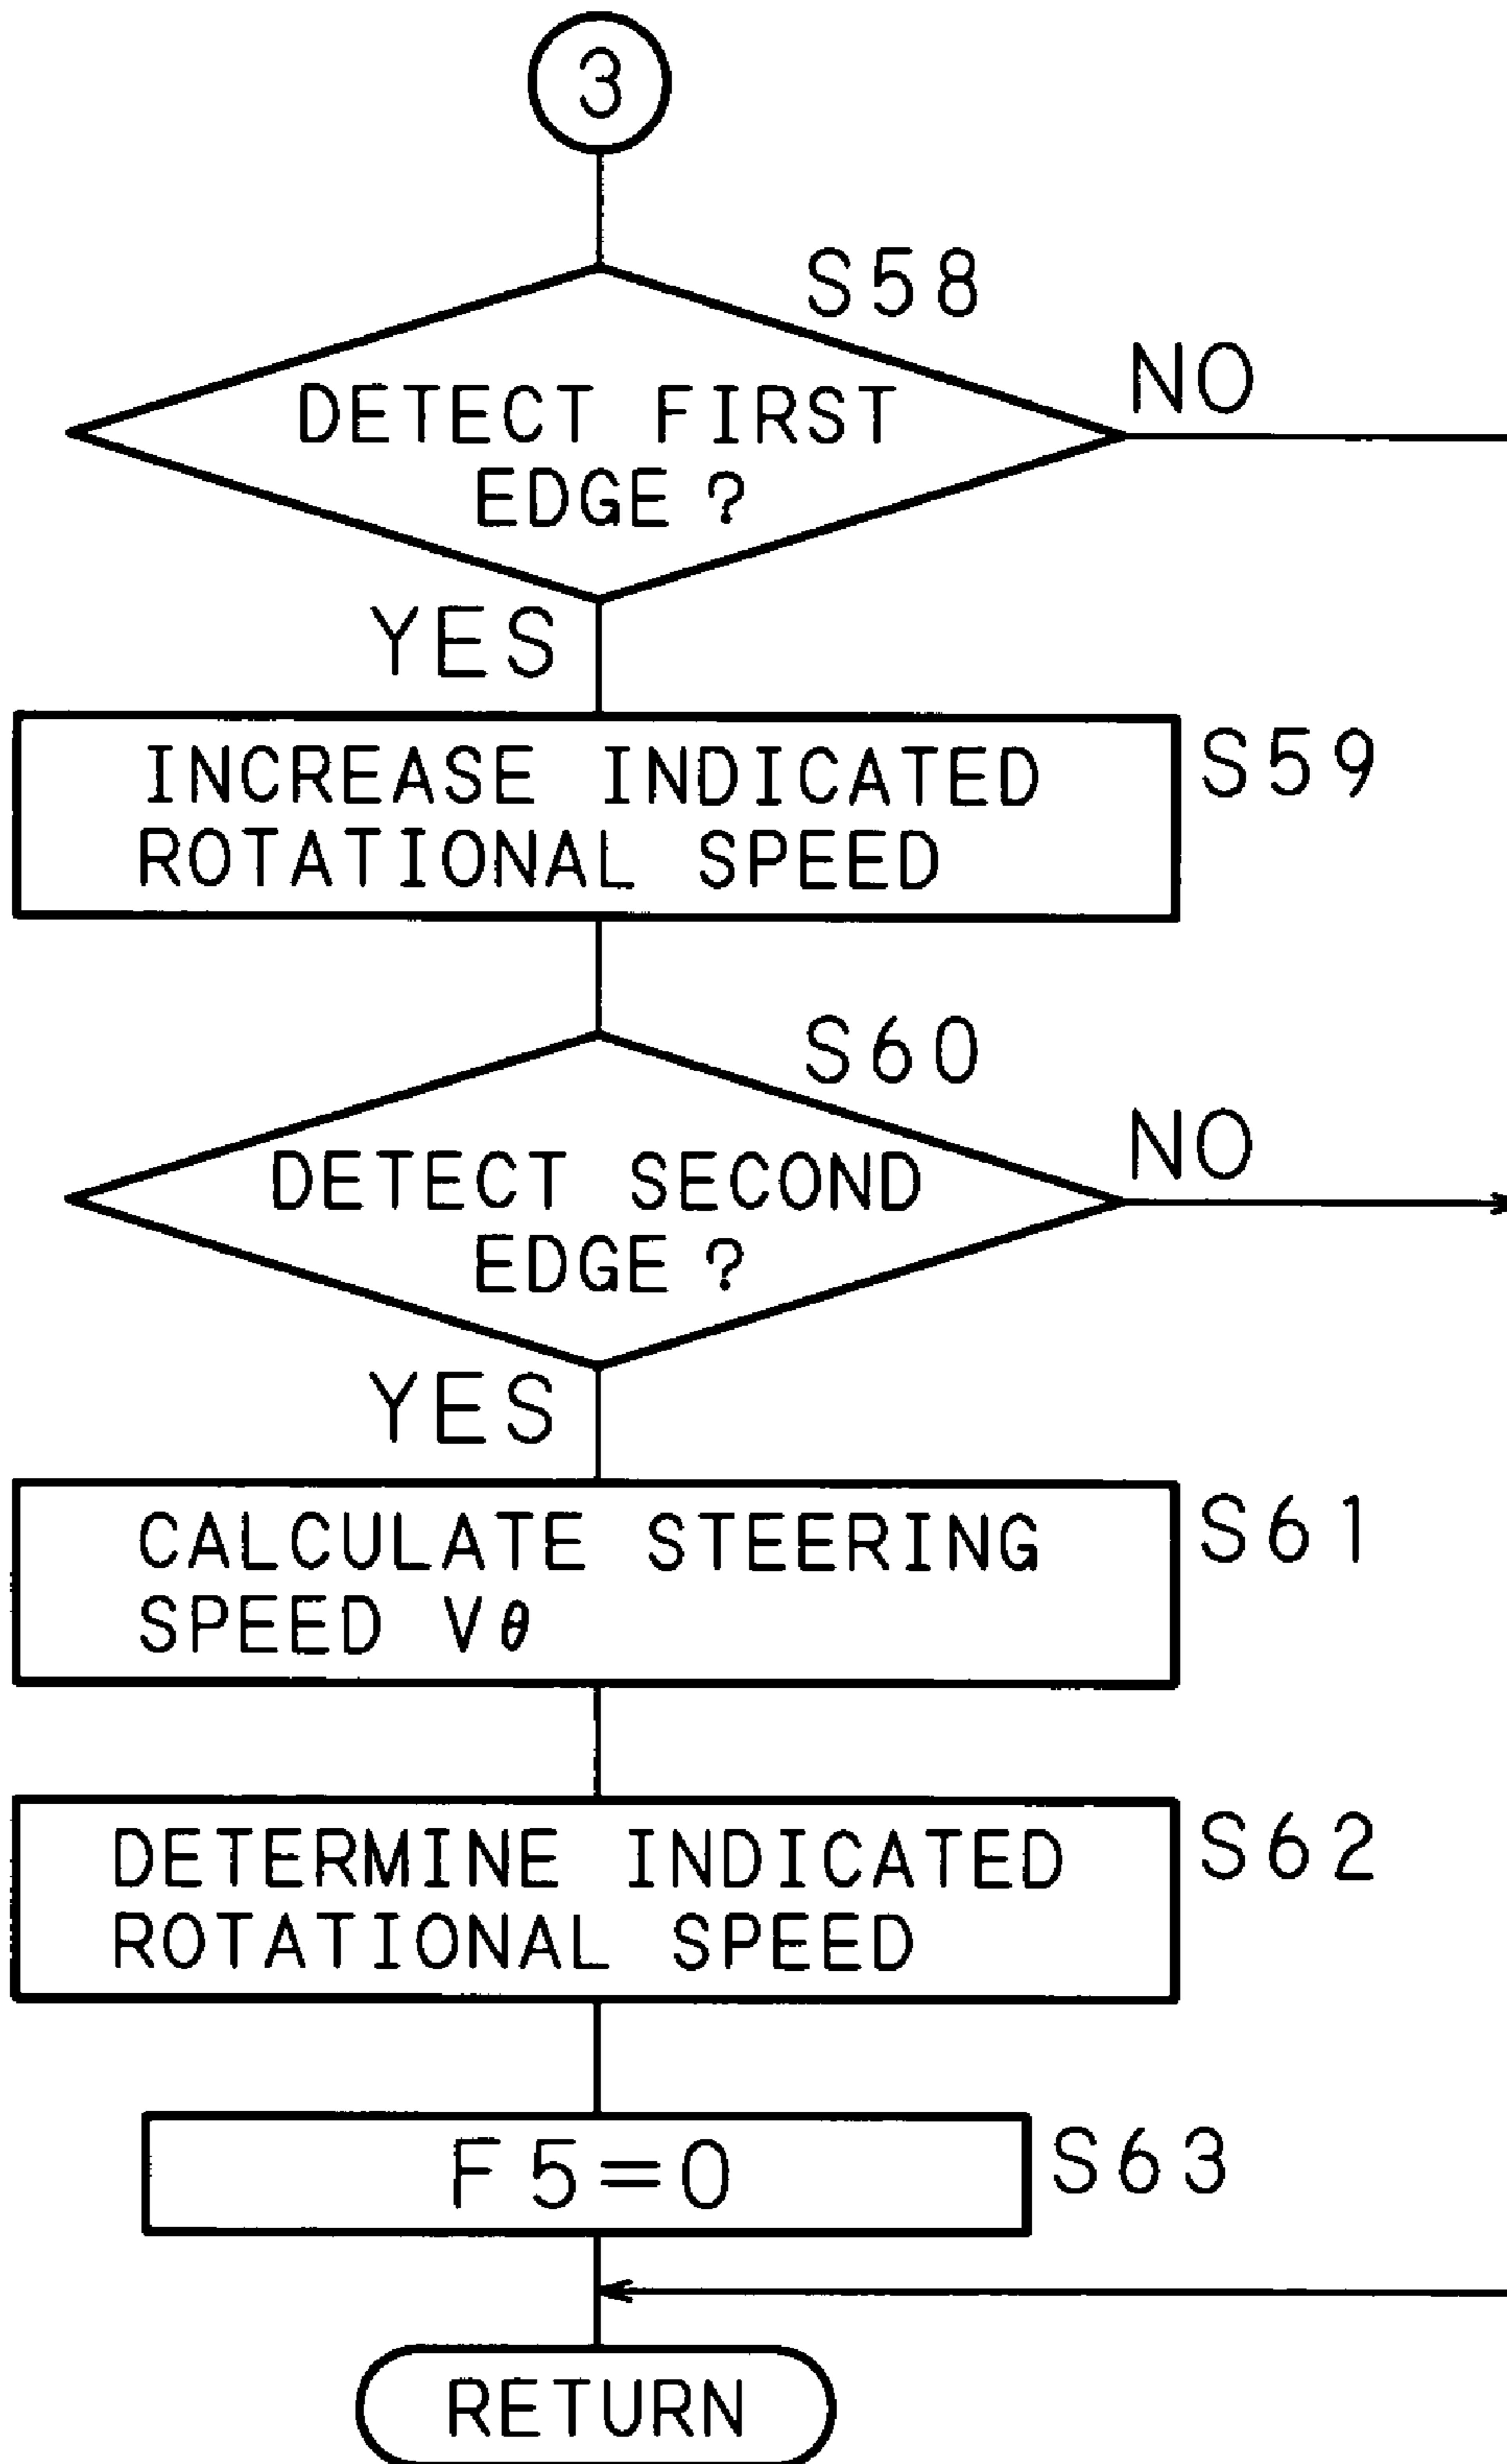 3
S58
DETECT FIRST
EDGE ?
NO
YES
INCREASE INDICATED
ROTATIONAL SPEED
S59
S60
DETECT SECOND
EDGE ?
NO
YES
CALCULATE STEERING
SPEED Vθ
S61
DETERMINE INDICATED
ROTATIONAL SPEED
S62
F5=0
S63
RETURN